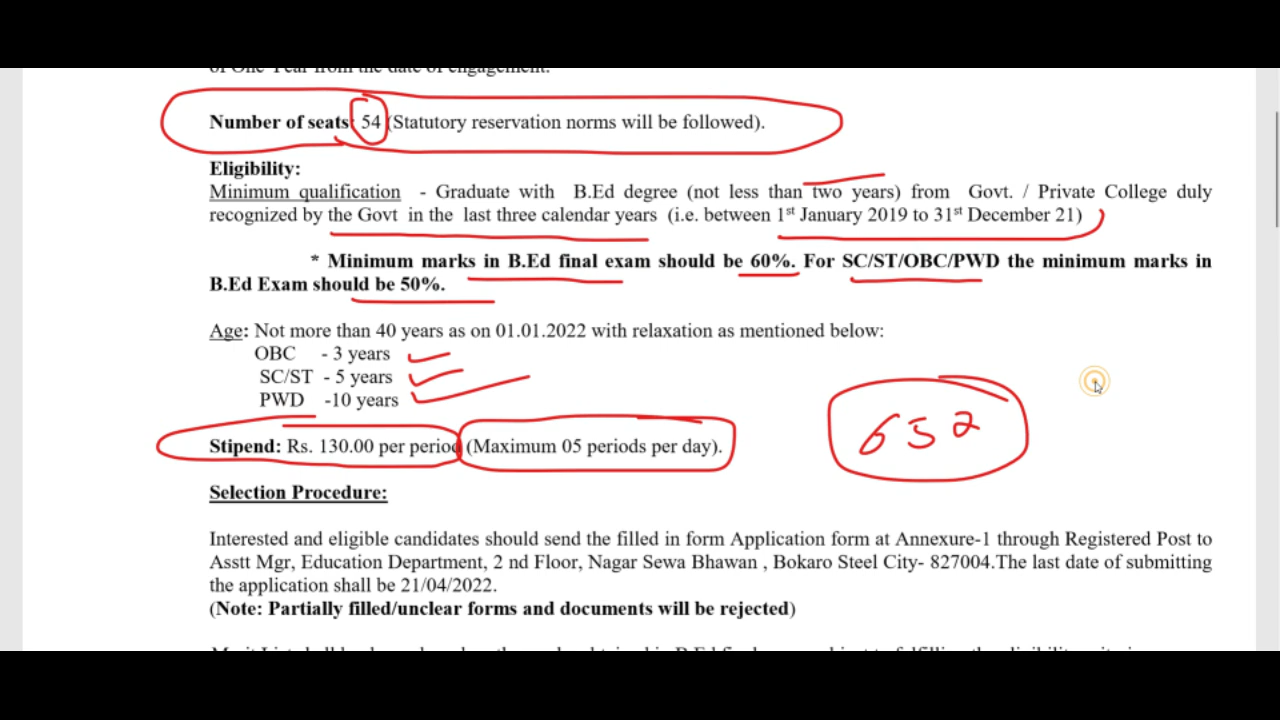 of One Year from the date of engagement.
Number of seats: 54 (Statutory reservation norms will be followed).
Eligibility:
Minimum qualification - Graduate with B.Ed degree (not less than two years) from Govt. / Private College duly
recognized by the Govt in the last three calendar years (i.e. between 1st January 2019 to 31st December 21)
* Minimum marks in B.Ed final exam should be 60%. For SC/ST/OBC/PWD the minimum marks in
B.Ed Exam should be 50%.
Age: Not more than 40 years as on 01.01.2022 with relaxation as mentioned below:
OBC - 3 years
SC/ST - 5 years
PWD -10 years
652
Stipend: Rs. 130.00 per period (Maximum 05 periods per day).
Selection Procedure:
Interested and eligible candidates should send the filled in form Application form at Annexure-1 through Registered Post to
Asstt Mgr, Education Department, 2 nd Floor, Nagar Sewa Bhawan , Bokaro Steel City- 827004.The last date of submitting
the application shall be 21/04/2022.
(Note: Partially filled/unclear forms and documents will be rejected)